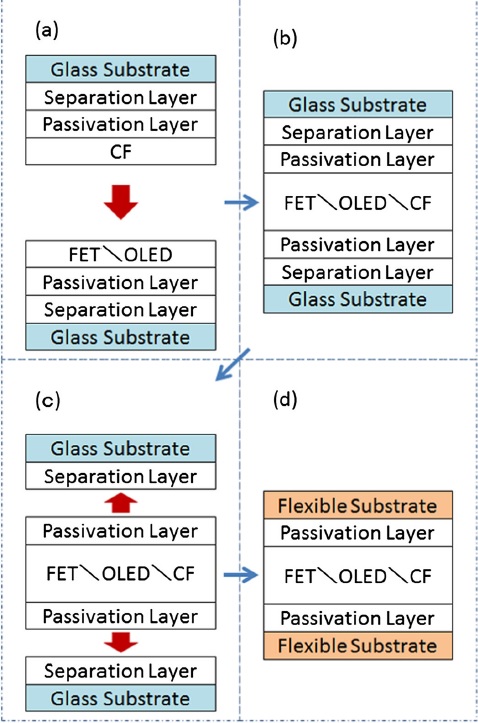 (a)
Glass Substrate
Separation Layer
Passivation Layer
CF
FET＼OLED
Passivation Layer
Separation Layer
Glass Substrate
(b)
Glass Substrate
Separation Layer
Passivation Layer
FET＼OLED＼CF
Passivation Layer
Separation Layer
Glass Substrate
(c)
Glass Substrate
Separation Layer
Passivation Layer
FET＼OLED＼CF
Passivation Layer
Separation Layer
Glass Substrate
(d)
Flexible Substrate
Passivation Layer
FET＼OLED＼CF
Passivation Layer
Flexible Substrate